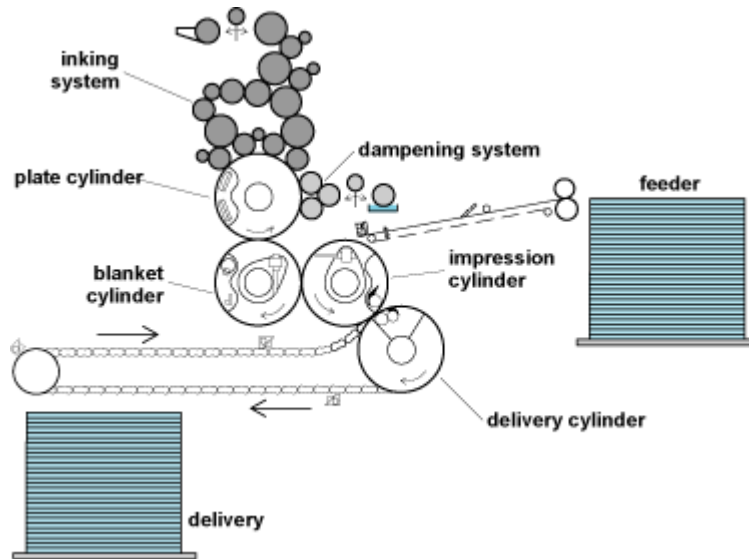 inking
system
dampening system
plate cylinder
feeder
blanket
cylinder
impression
cylinder
delivery cylinder
delivery